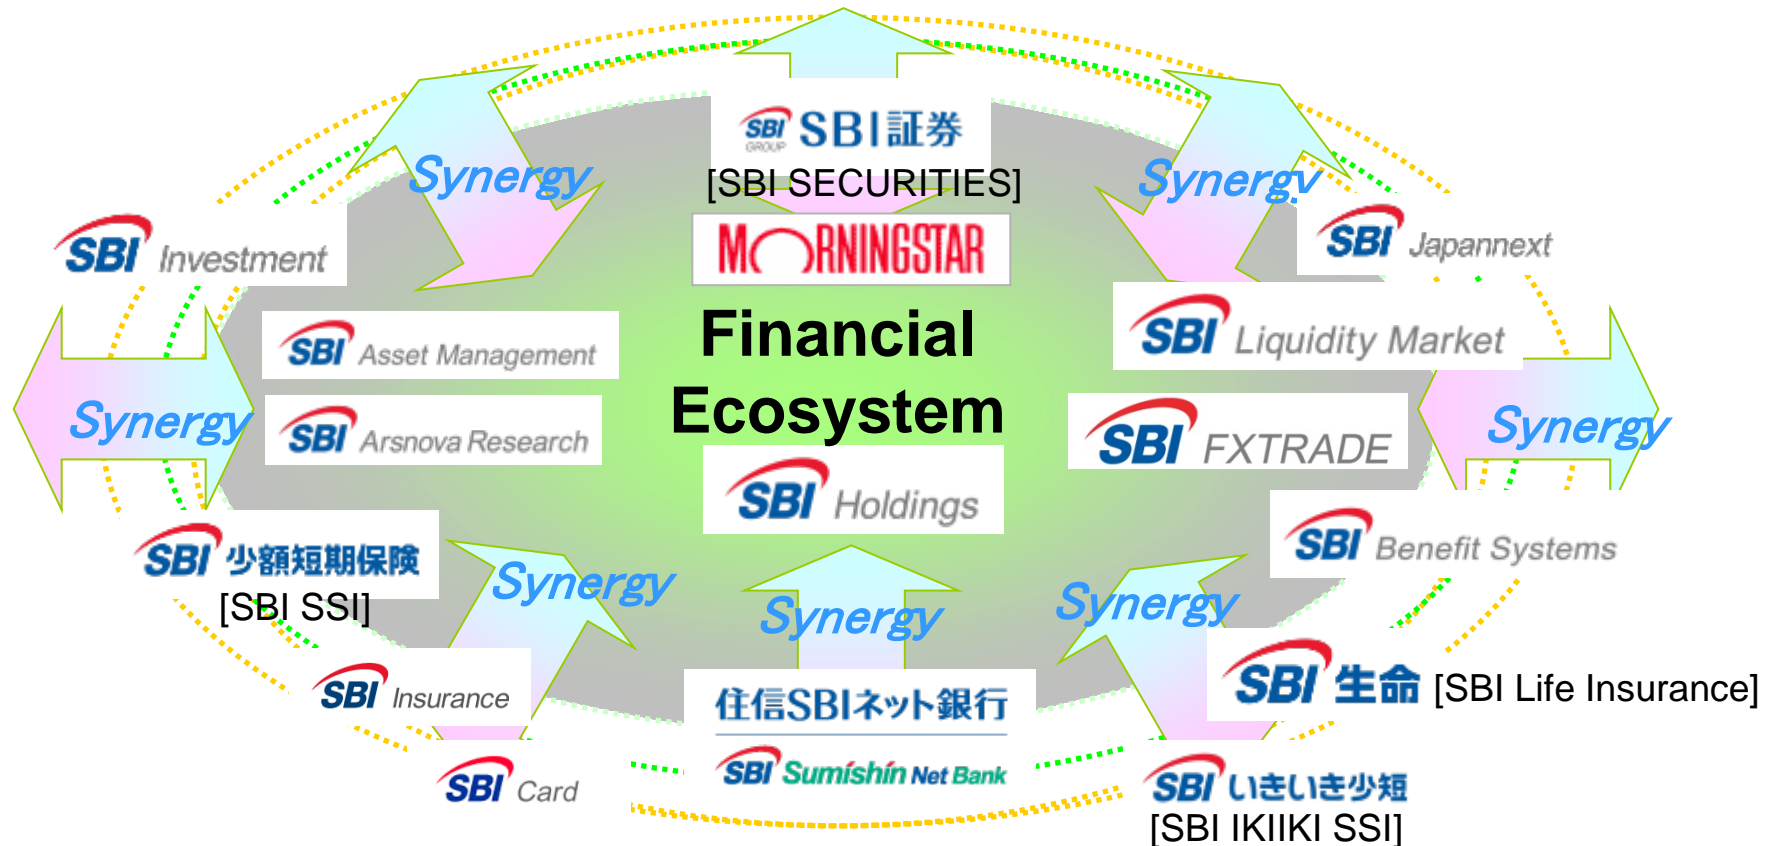 SBI GROUP SBI証券
[SBI SECURITIES]
Synergy
Synergy
MORNINGSTAR
SBI Investment
SBI Japannext
Financial
Ecosystem
SBI Asset Management
SBI Liquidity Market
Synergy
SBI Arsnova Research
SBI FXTRADE
Synergy
SBI Holdings
SBI 少額短期保険
[SBI SSI]
SBI Benefit Systems
Synergy
Synergy
Synergy
SBI Insurance
住信SBIネット銀行
SBI Sumishin Net Bank
SBI 生命 [SBI Life Insurance]
SBI Card
SBI いきいき少短
[SBI IKIIKI SSI]